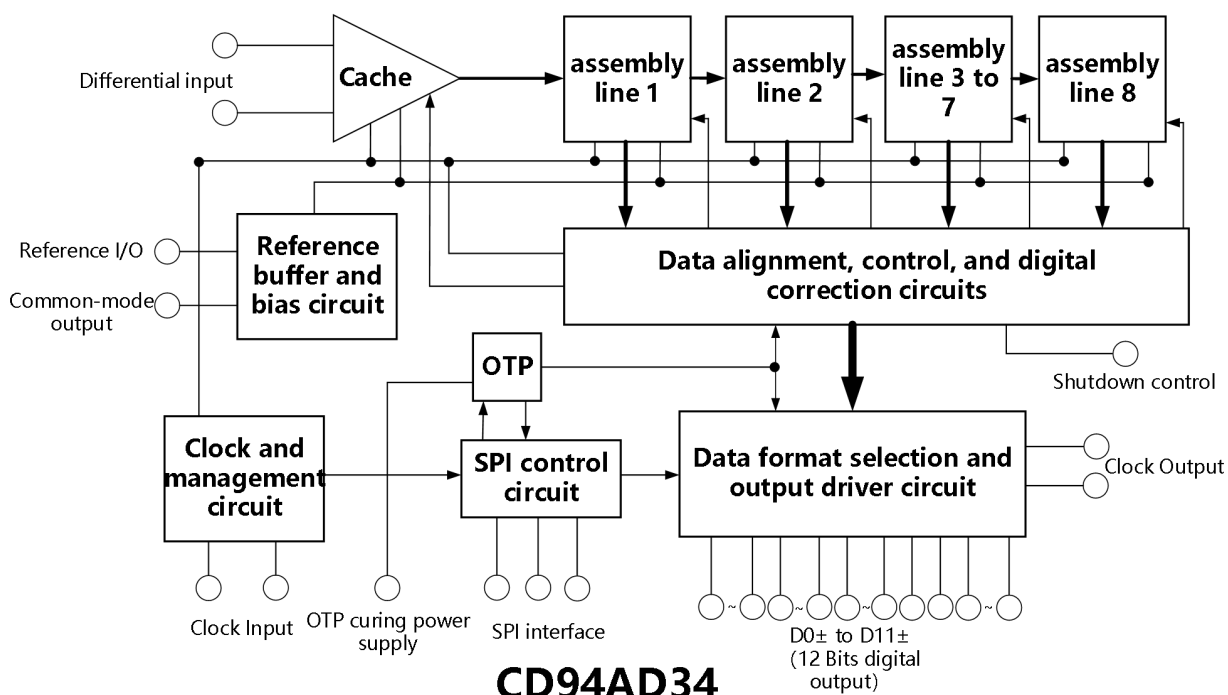 Differential input
Cache
assembly
line 1
assembly
line 2
assembly
line 3 to
7
assembly
line 8
Reference I/O
Common-mode
output
Reference
buffer and
bias circuit
Data alignment, control, and digital
correction circuits
OTP
Shutdown control
Clock and
management
circuit
SPI control
circuit
Data format selection and
output driver circuit
Clock Output
~
~
~
~
Clock Input
OTP curing power
supply
SPI interface
D0± to D11±
(12 Bits digital
output)
CD94AD34